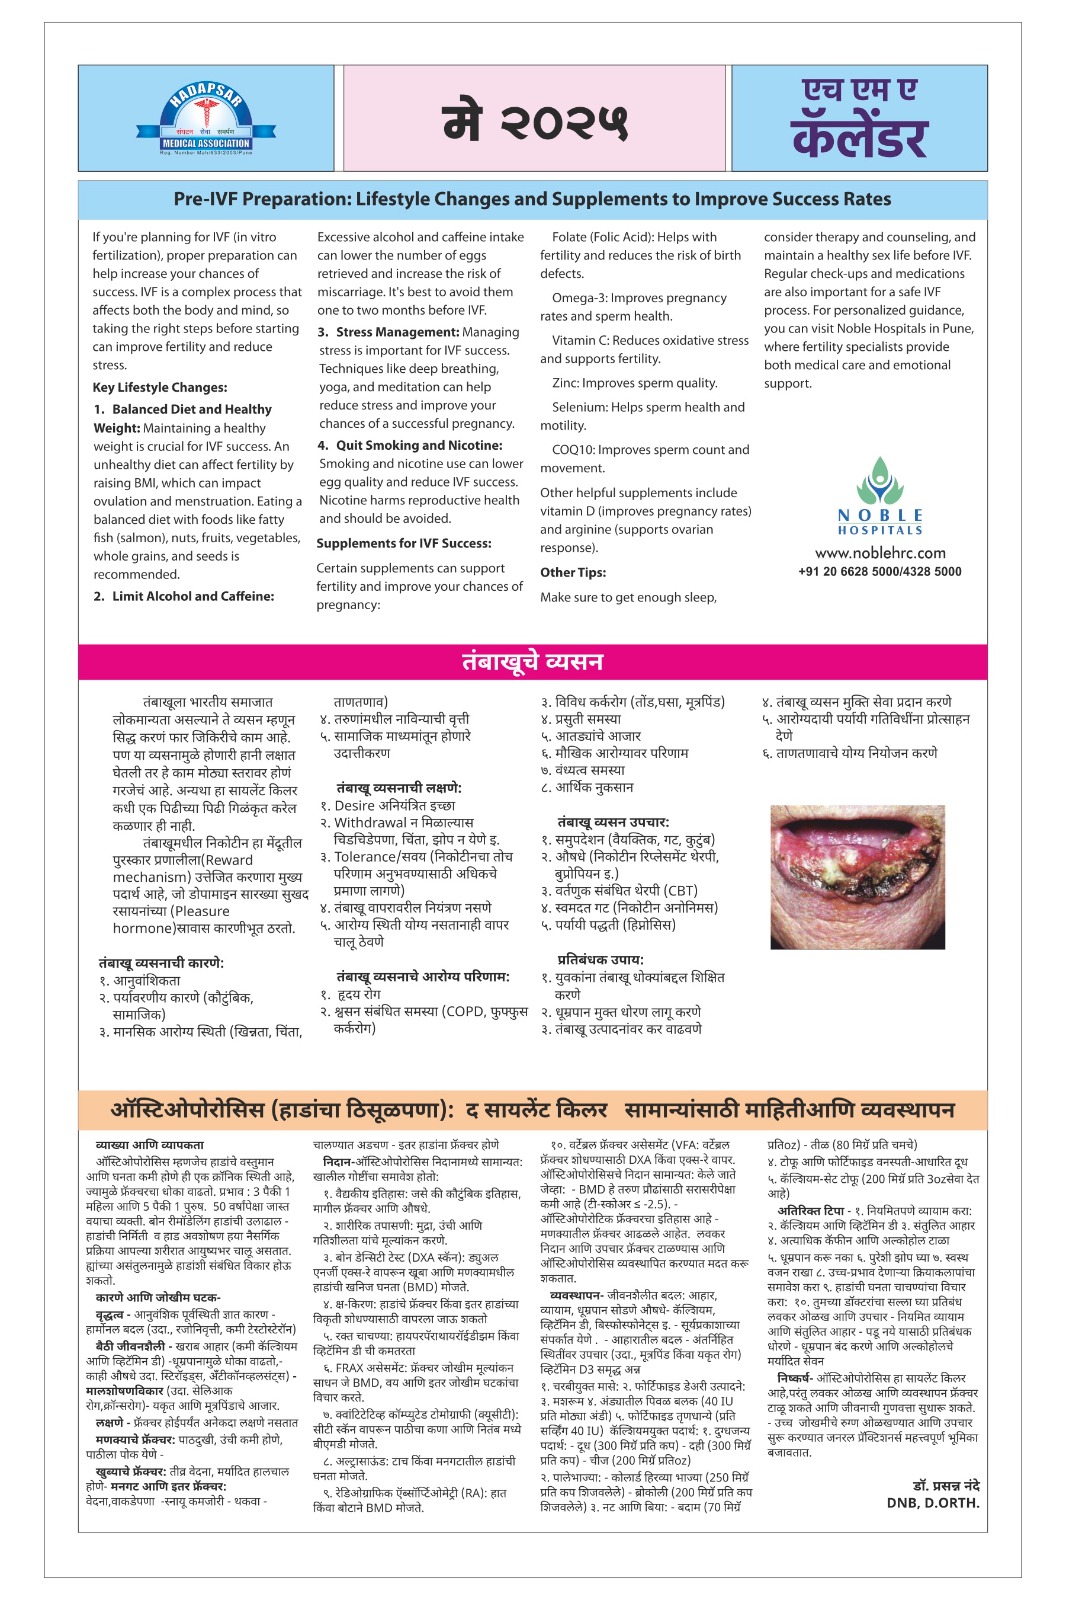 HADAPSAR
संघटन सेवा समर्पण
MEDICAL ASSOCIATION
मे २०२५
एच एम ए
कॅलेंडर
Pre-IVF Preparation: Lifestyle Changes and Supplements to Improve Success Rates
If you're planning for IVF (in vitro
fertilization), proper preparation can
help increase your chances of
success. IVF is a complex process that
affects both the body and mind, so
taking the right steps before starting
can improve fertility and reduce
stress.
Key Lifestyle Changes:
1. Balanced Diet and Healthy
Weight: Maintaining a healthy
weight is crucial for IVF success. An
unhealthy diet can affect fertility by
raising BMI, which can impact
ovulation and menstruation. Eating a
balanced diet with foods like fatty
fish (salmon), nuts, fruits, vegetables,
whole grains, and seeds is
recommended.
2. Limit Alcohol and Caffeine:
Excessive alcohol and caffeine intake
can lower the number of eggs
retrieved and increase the risk of
miscarriage. It's best to avoid them
one to two months before IVF.
3. Stress Management: Managing
stress is important for IVF success.
Techniques like deep breathing,
yoga, and meditation can help
reduce stress and improve your
chances of a successful pregnancy.
4. Quit Smoking and Nicotine:
Smoking and nicotine use can lower
egg quality and reduce IVF success.
Nicotine harms reproductive health
and should be avoided.
Supplements for IVF Success:
Certain supplements can support
fertility and improve your chances of
pregnancy:
Folate (Folic Acid): Helps with
fertility and reduces the risk of birth
defects.
Omega-3: Improves pregnancy
rates and sperm health.
Vitamin C: Reduces oxidative stress
and supports fertility.
Zinc: Improves sperm quality.
Selenium: Helps sperm health and
motility.
COQ10: Improves sperm count and
movement.
Other helpful supplements include
vitamin D (improves pregnancy rates)
and arginine (supports ovarian
response).
Other Tips:
Make sure to get enough sleep,
consider therapy and counseling, and
maintain a healthy sex life before IVF.
Regular check-ups and medications
are also important for a safe IVF
process. For personalized guidance,
you can visit Noble Hospitals in Pune,
where fertility specialists provide
both medical care and emotional
support.
NOBLE
HOSPITALS
www.noblehrc.com
+91 20 6628 5000/4328 5000
तंबाखूचे व्यसन
तंबाखूला भारतीय समाजात
लोकमान्यता असल्याने ते व्यसन म्हणून
सिद्ध करणं फार जिकिरीचे काम आहे.
पण या व्यसनामुळे होणारी हानी लक्षात
घेतली तर हे काम मोठ्या स्तरावर होणं
गरजेचं आहे. अन्यथा हा सायलेंट किलर
कधी एक पिढीच्या पिढी गिळंकृत करेल
कळणार ही नाही.
तंबाखूमधील निकोटीन हा मेंदूतील
पुरस्कार प्रणालीला(Reward
mechanism) उत्तेजित करणारा मुख्य
पदार्थ आहे, जो डोपामाइन सारख्या सुखद
रसायनांच्या (Pleasure
hormone)स्रावास कारणीभूत ठरतो.
तंबाखू व्यसनाची कारणे:
१. आनुवांशिकता
२. पर्यावरणीय कारणे (कौटुंबिक,
सामाजिक)
३. मानसिक आरोग्य स्थिती (खिन्नता, चिंता,
ताणतणाव)
४. तरुणांमधील नाविन्याची वृत्ती
५. सामाजिक माध्यमांतून होणारे
उदात्तीकरण
तंबाखू व्यसनाची लक्षणे:
१. Desire अनियंत्रित इच्छा
२. Withdrawal न मिळाल्यास
चिडचिडेपणा, चिंता, झोप न येणे इ.
३. Tolerance/सवय (निकोटीनचा तोच
परिणाम अनुभवण्यासाठी अधिकचे
प्रमाणा लागणे)
४. तंबाखू वापरावरील नियंत्रण नसणे
५. आरोग्य स्थिती योग्य नसतानाही वापर
चालू ठेवणे
तंबाखू व्यसनाचे आरोग्य परिणाम:
१. हृदय रोग
२. श्वसन संबंधित समस्या (COPD, फुफ्फुस
कर्करोग)
३. विविध कर्करोग (तोंड,घसा, मूत्रपिंड)
४. प्रसुती समस्या
५. आतड्यांचे आजार
६. मौखिक आरोग्यावर परिणाम
७. वंध्यत्व समस्या
८. आर्थिक नुकसान
तंबाखू व्यसन उपचार:
१. समुपदेशन (वैयक्तिक, गट, कुटुंब)
२. औषधे (निकोटीन रिप्लेसमेंट थेरपी,
बुप्रोपियन इ.)
३. वर्तणुक संबंधित थेरपी (CBT)
४. स्वमदत गट (निकोटीन अनोनिमस)
५. पर्यायी पद्धती (हिप्नोसिस)
प्रतिबंधक उपाय:
१. युवकांना तंबाखू धोक्यांबद्दल शिक्षित
करणे
२. धूम्रपान मुक्त धोरण लागू करणे
३. तंबाखू उत्पादनांवर कर वाढवणे
४. तंबाखू व्यसन मुक्ति सेवा प्रदान करणे
५. आरोग्यदायी पर्यायी गतिविधींना प्रोत्साहन
देणे
६. ताणतणावाचे योग्य नियोजन करणे
ऑस्टिओपोरोसिस (हाडांचा ठिसूळपणा): द सायलेंट किलर सामान्यांसाठी माहितीआणि व्यवस्थापन
व्याख्या आणि व्यापकता
ऑस्टिओपोरोसिस म्हणजेच हाडांचे वस्तुमान
आणि घनता कमी होणे ही एक क्रॉनिक स्थिती आहे,
ज्यामुळे फ्रॅक्चरचा धोका वाढतो. प्रभाव : 3 पैकी 1
महिला आणि 5 पैकी 1 पुरुष. 50 वर्षांपेक्षा जास्त
वयाचा व्यक्ती. बोन रीमॉडेलिंग हाडांची उलाढाल -
हाडांची निर्मिती व हाड अवशोषण हया नैसर्गिक
प्रक्रिया आपल्या शरीरात आयुष्यभर चालू असतात.
ह्यांच्या असंतुलनामुळे हाडांशी संबंधित विकार होऊ
शकतो.
कारणे आणि जोखीम घटक-
वृद्धत्व - आनुवंशिक पूर्वस्थिती ज्ञात कारण -
हार्मोनल बदल (उदा., रजोनिवृत्ती, कमी टेस्टोस्टेरॉन)
बैठी जीवनशैली - खराब आहार (कमी कॅल्शियम
आणि व्हिटॅमिन डी) -धूम्रपानामुळे धोका वाढतो,-
काही औषधे उदा. स्टिरॉइड्स, अँटीकॉनव्हलसंट्स) -
मालशोषणविकार (उदा. सेलिआक
रोग,क्रॉन्सरोग)- यकृत आणि मूत्रपिंडाचे आजार.
लक्षणे - फ्रॅक्चर होईपर्यंत अनेकदा लक्षणे नसतात
मणक्याचे फ्रॅक्चर: पाठदुखी, उंची कमी होणे,
पाठीला पोक येणे -
खुब्याचे फ्रॅक्चर: तीव्र वेदना, मर्यादित हालचाल
होणे- मनगट आणि इतर फ्रॅक्चर:
वेदना,वाकडेपणा -स्नायू कमजोरी - थकवा -
चालण्यात अडचण - इतर हाडांना फ्रॅक्चर होणे
निदान-ऑस्टिओपोरोसिस निदानामध्ये सामान्यत:
खालील गोष्टींचा समावेश होतो:
१. वैद्यकीय इतिहास: जसे की कौटुंबिक इतिहास,
मागील फ्रॅक्चर आणि औषधे.
२. शारीरिक तपासणी: मुद्रा, उंची आणि
गतिशीलता यांचे मूल्यांकन करणे.
३. बोन डेन्सिटी टेस्ट (DXA स्कॅन): ड्युअल
एनर्जी एक्स-रे वापरून खूबा आणि मणक्यामधील
हाडांची खनिज घनता (BMD) मोजते.
४. क्ष-किरण: हाडांचे फ्रॅक्चर किंवा इतर हाडांच्या
विकृती शोधण्यासाठी वापरला जाऊ शकतो
५. रक्त चाचण्या: हायपरपॅराथायरॉईडीझम किंवा
व्हिटॅमिन डी ची कमतरता
६. FRAX असेसमेंट: फ्रॅक्चर जोखीम मूल्यांकन
साधन जे BMD, वय आणि इतर जोखीम घटकांचा
विचार करते.
७. क्वांटिटेटिव्ह कॉम्प्युटेड टोमोग्राफी (क्यूसीटी):
सीटी स्कॅन वापरून पाठीचा कणा आणि नितंब मध्ये
बीएमडी मोजते.
८. अल्ट्रासाऊंड: टाच किंवा मनगटातील हाडांची
घनता मोजते.
९. रेडिओग्राफिक ऍब्सॉर्प्टिओमेट्री (RA): हात
किंवा बोटाने BMD मोजते.
१०. वर्टेब्रल फ्रॅक्चर असेसमेंट (VFA: वर्टेब्रल
फ्रॅक्चर शोधण्यासाठी DXA किंवा एक्स-रे वापर.
ऑस्टिओपोरोसिसचे निदान सामान्यत: केले जाते
जेव्हा: - BMD हे तरुण प्रौढांसाठी सरासरीपेक्षा
कमी आहे (टी-स्कोअर ≤ -2.5). -
ऑस्टिओपोरोटिक फ्रॅक्चरचा इतिहास आहे -
मणक्यातील फ्रॅक्चर आढळले आहेत. लवकर
निदान आणि उपचार फ्रॅक्चर टाळण्यास आणि
ऑस्टिओपोरोसिस व्यवस्थापित करण्यात मदत करू
शकतात.
व्यवस्थापन- जीवनशैलीत बदल: आहार,
व्यायाम, धूम्रपान सोडणे औषधे- कॅल्शियम,
व्हिटॅमिन डी, बिस्फोस्फोनेट्स इ. - सूर्यप्रकाशाच्या
संपर्कात येणे . - आहारातील बदल - अंतर्निहित
स्थितींवर उपचार (उदा., मूत्रपिंड किंवा यकृत रोग)
व्हिटॅमिन D3 समृद्ध अन्न
१. चरबीयुक्त मासे: २. फोर्टिफाइड डेअरी उत्पादने:
३. मशरूम ४. अंड्यातील पिवळ बलक (40 IU
प्रति मोठ्या अंडी) ५. फोर्टिफाइड तृणधान्ये (प्रति
सर्व्हिंग 40 IU) कॅल्शियमयुक्त पदार्थ: १. दुग्धजन्य
पदार्थ: - दूध (300 मिग्रॅ प्रति कप) - दही (300 मिग्रॅ
प्रति कप) - चीज (200 मिग्रॅ प्रतिoz)
२. पालेभाज्या: - कोलार्ड हिरव्या भाज्या (250 मिग्रॅ
प्रति कप शिजवलेले) - ब्रोकोली (200 मिग्रॅ प्रति कप
शिजवलेले) ३. नट आणि बिया: - बदाम (70 मिग्रॅ
प्रतिoz) - तीळ (80 मिग्रॅ प्रति चमचे)
४. टोफू आणि फोर्टिफाइड वनस्पती-आधारित दूध
५. कॅल्शियम-सेट टोफू (200 मिग्रॅ प्रति 3ozसेवा देत
आहे)
अतिरिक्त टिपा - १. नियमितपणे व्यायाम करा:
२. कॅल्शियम आणि व्हिटॅमिन डी ३. संतुलित आहार
४. अत्याधिक कॅफीन आणि अल्कोहोल टाळा
५. धूम्रपान करू नका ६. पुरेशी झोप घ्या ७. स्वस्थ
वजन राखा ८. उच्च-प्रभाव देणाऱ्या क्रियाकलापांचा
समावेश करा ९. हाडांची घनता चाचण्यांचा विचार
करा: १०. तुमच्या डॉक्टरांचा सल्ला घ्या प्रतिबंध
लवकर ओळख आणि उपचार - नियमित व्यायाम
आणि संतुलित आहार - पडू नये यासाठी प्रतिबंधक
धोरणे - धूम्रपान बंद करणे आणि अल्कोहोलचे
मर्यादित सेवन
निष्कर्ष- ऑस्टिओपोरोसिस हा सायलेंट किलर
आहे,परंतु लवकर ओळख आणि व्यवस्थापन फ्रॅक्चर
टाळू शकते आणि जीवनाची गुणवत्ता सुधारू शकते.
- उच्च जोखमीचे रुग्ण ओळखण्यात आणि उपचार
सुरू करण्यात जनरल प्रॅक्टिशनर्स महत्त्वपूर्ण भूमिका
बजावतात.
डॉ. प्रसन्न नंदे
DNB, D.ORTH.